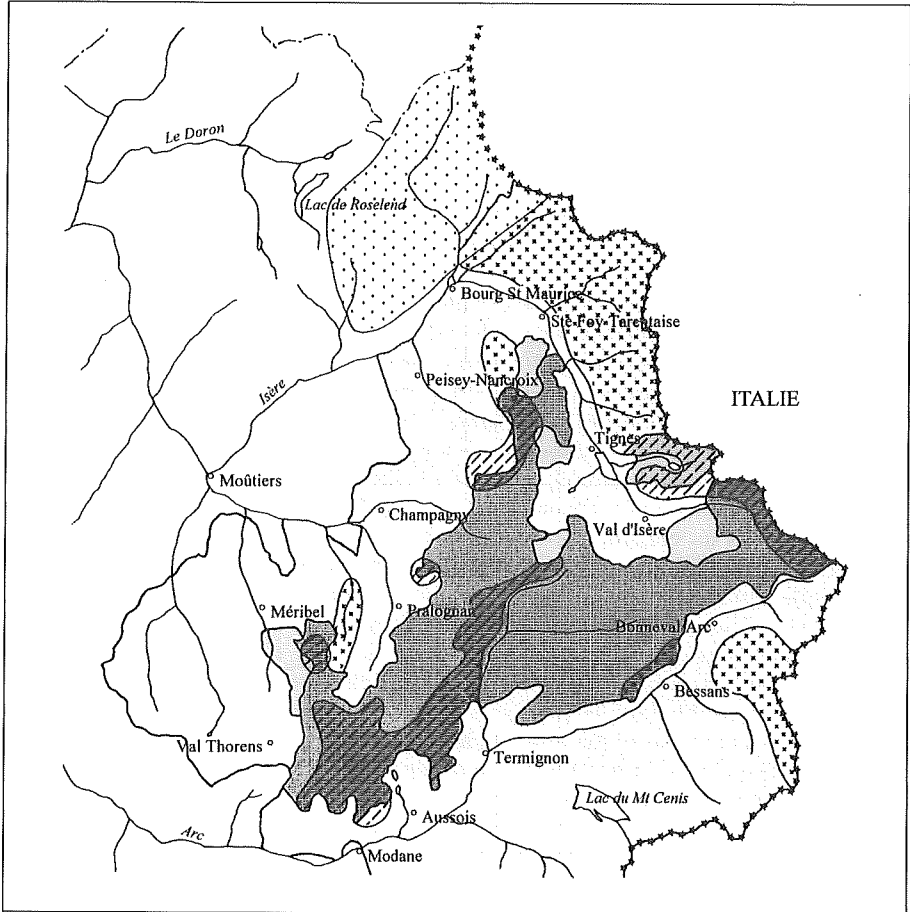 Le Doron
Lac de Roselend
Bourg St Maurice
Ste-Foy-Tarentaise
Isère
Peisey-Nancroix
ITALIE
Tignes
Moûtiers
Champagny
Val d'Isère
Méribel
Pralognan
Bonneval/Arc
Bessans
Val Thorens
Termignon
Lac du Mt Cenis
Aussois
Arc
Modane